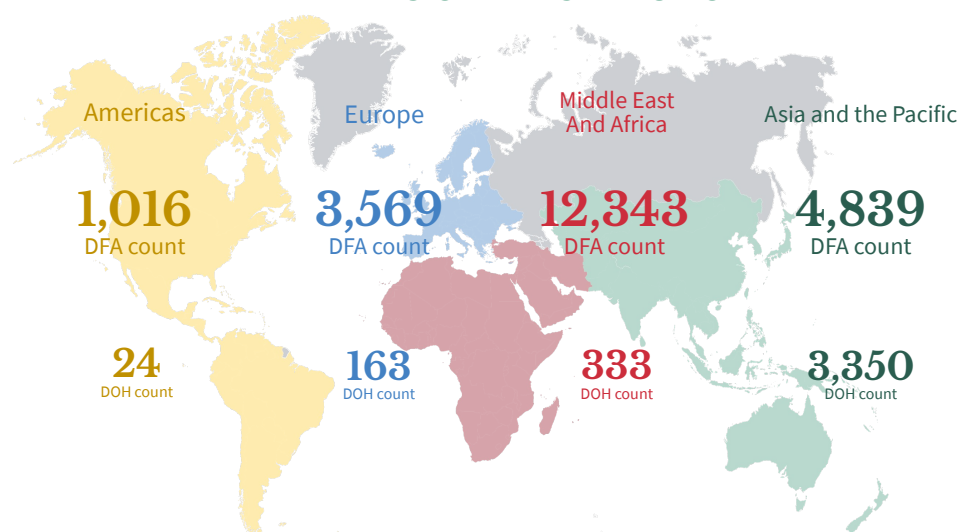 Americas
Europe
Middle East
And Africa
Asia and the Pacific
1,016
DFA count
3,569
DFA count
12,343
DFA count
4,839
DFA count
24
DOH count
163
DOH count
333
DOH count
3,350
DOH count